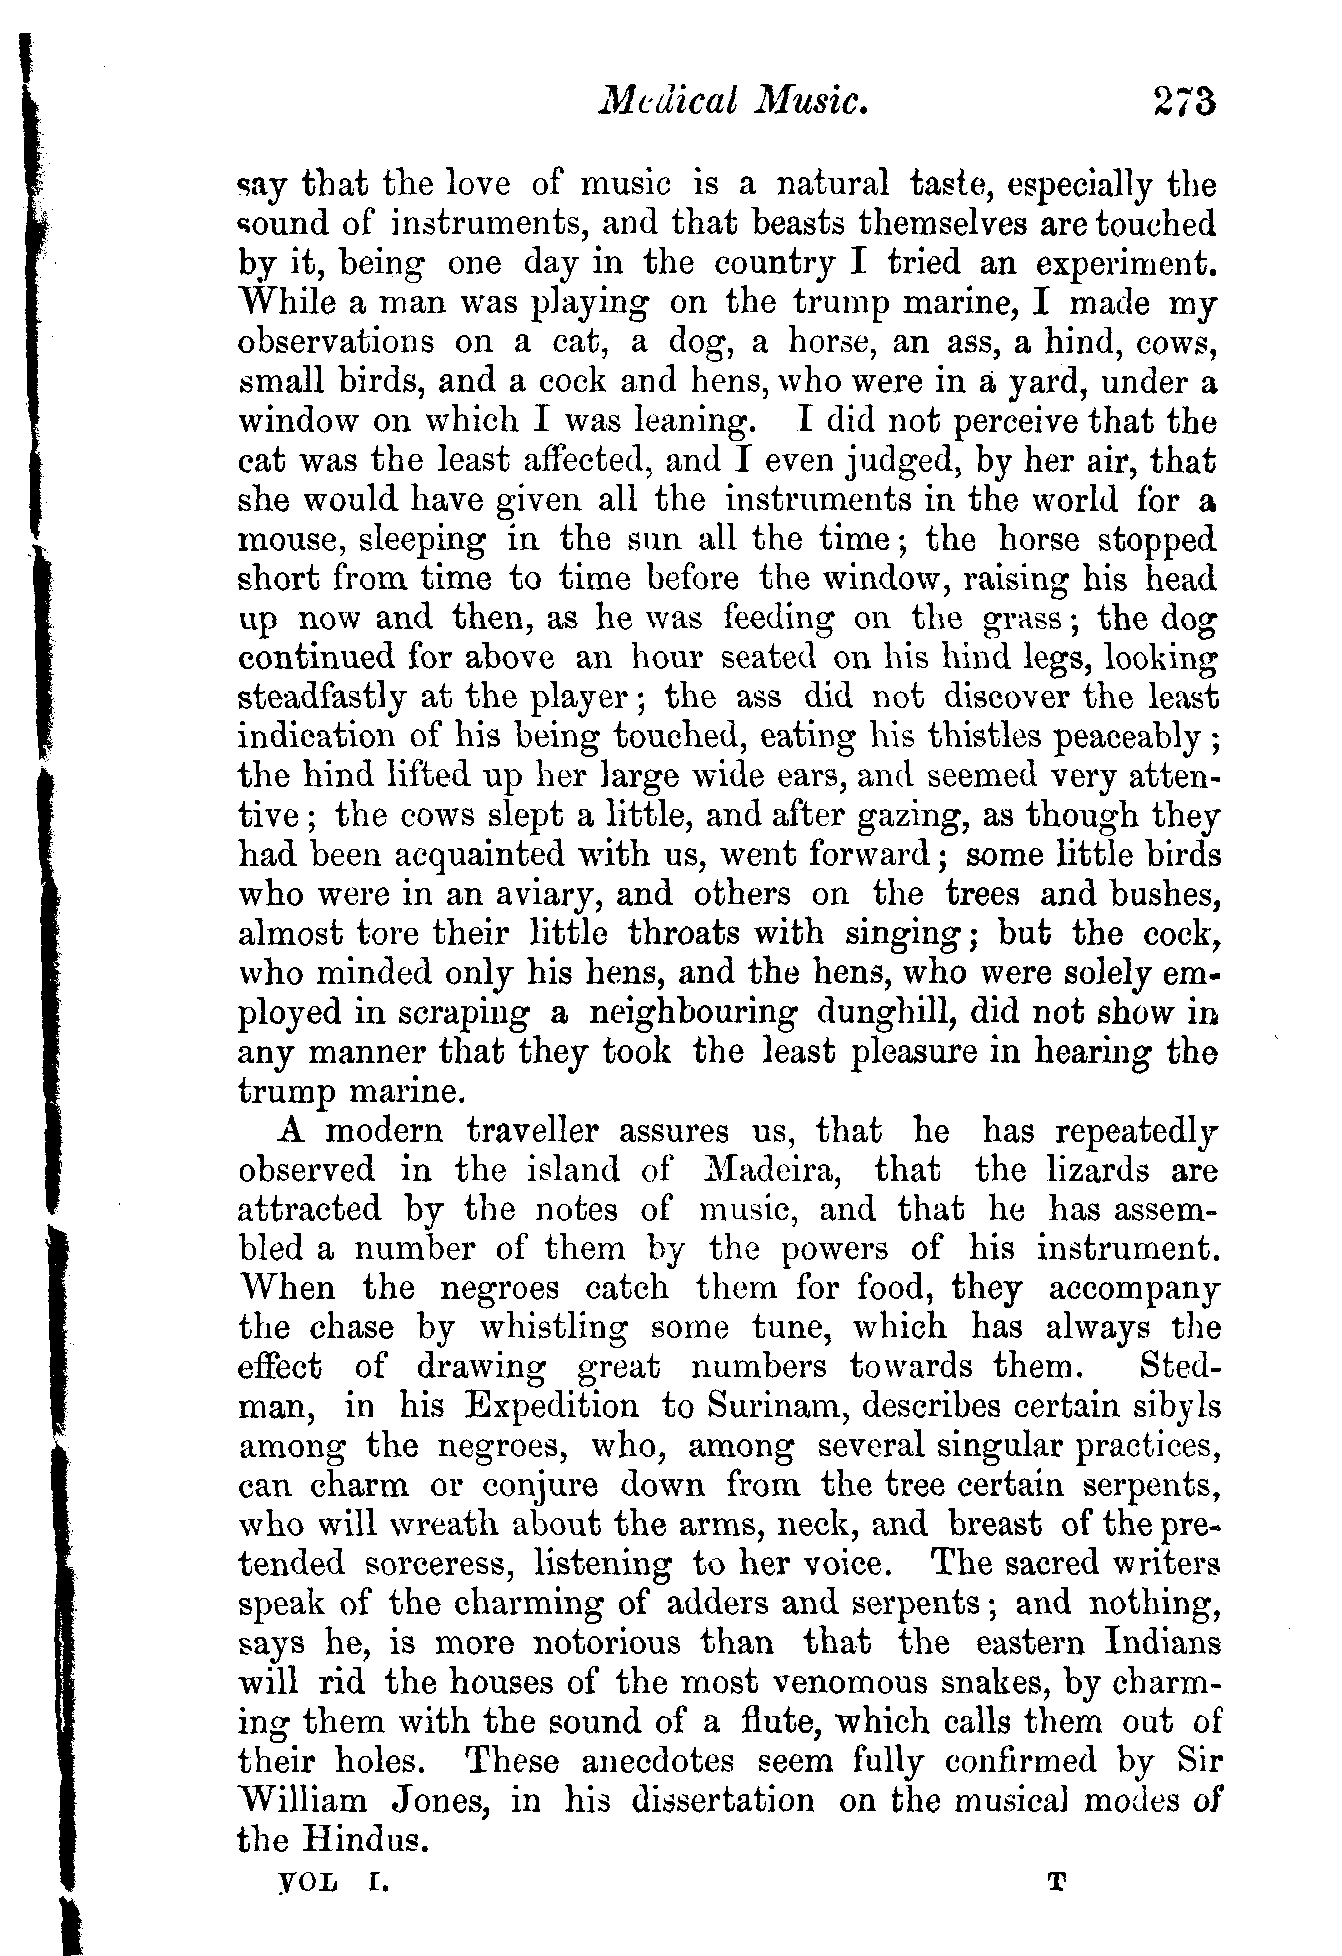 Medical Music. 273
say that the love of music is a natural taste, especially the
sound of instruments, and that beasts themselves are touched
by it, being one day in the country I tried an experiment.
While a man was playing on the trump marine, I made my
observations on a cat, a dog, a horse, an ass, a hind, cows,
small birds, and a cock and hens, who were in a yard, under a
window on which I was leaning. I did not perceive that the
cat was the least affected, and I even judged, by her air, that
she would have given all the instruments in the world for a
mouse, sleeping in the sun all the time; the horse stopped
short from time to time before the window, raising his head
up now and then, as he was feeding on the grass; the dog
continued for above an hour seated on his hind legs, looking
steadfastly at the player; the ass did not discover the least
indication of his being touched, eating his thistles peaceably;
the hind lifted up her large wide ears, and seemed very atten-
tive; the cows slept a little, and after gazing, as though they
had been acquainted with us, went forward; some little birds
who were in an aviary, and others on the trees and bushes,
almost tore their little throats with singing; but the cock,
who minded only his hens, and the hens, who were solely em-
ployed in scraping a neighbouring dunghill, did not show in
any manner that they took the least pleasure in hearing the
trump marine.
A modern traveller assures us, that he has repeatedly
observed in the island of Madeira, that the lizards are
attracted by the notes of music, and that he has assem-
bled a number of them by the powers of his instrument.
When the negroes catch them for food, they accompany
the chase by whistling some tune, which has always the
effect of drawing great numbers towards them. Sted-
man, in his Expedition to Surinam, describes certain sibyls
among the negroes, who, among several singular practices,
can charm or conjure down from the tree certain serpents,
who will wreath about the arms, neck, and breast of the pre-
tended sorceress, listening to her voice. The sacred writers
speak of the charming of adders and serpents; and nothing,
says he, is more notorious than that the eastern Indians
will rid the houses of the most venomous snakes, by charm-
ing them with the sound of a flute, which calls them out of
their holes. These anecdotes seem fully confirmed by Sir
William Jones, in his dissertation on the musical modes of
the Hindus.
VOL I. T